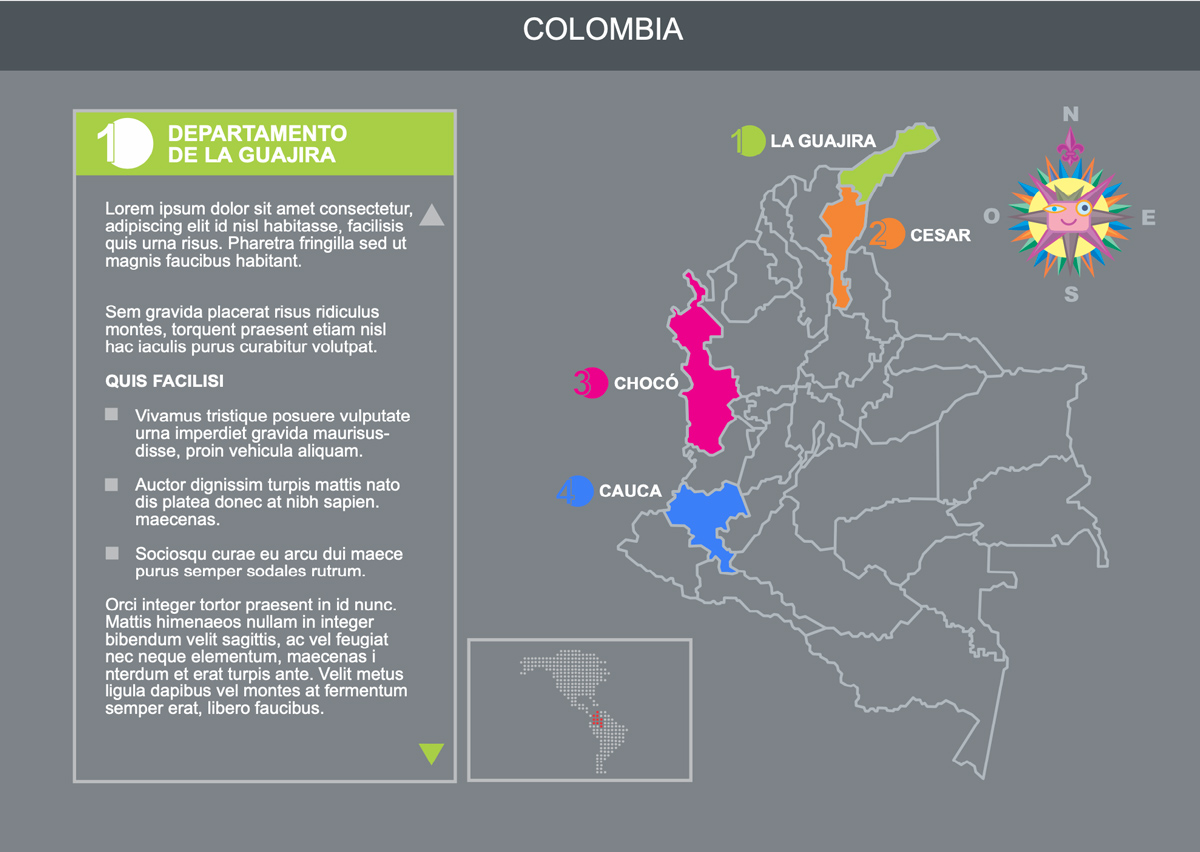 COLOMBIA
1
DEPARTAMENTO
DE LA GUAJIRA
Lorem ipsum dolor sit amet consectetur,
adipiscing elit id nisl habitasse, facilisis
quis urna risus. Pharetra fringilla sed ut
magnis faucibus habitant.
Sem gravida placerat risus ridiculus
montes, torquent praesent etiam nisl
hac iaculis purus curabitur volutpat.
QUIS FACILISI
Vivamus tristique posuere vulputate
urna imperdiet gravida maurisus-
disse, proin vehicula aliquam.
Auctor dignissim turpis mattis nato
dis platea donec at nibh sapien.
maecenas.
Sociosqu curae eu arcu dui maece
purus semper sodales rutrum.
Orci integer tortor praesent in id nunc.
Mattis himenaeos nullam in integer
bibendum velit sagittis, ac vel feugiat
nec neque elementum, maecenas i
nterdum et erat turpis ante. Velit metus
ligula dapibus vel montes at fermentum
semper erat, libero faucibus.
1 LA GUAJIRA
2 CESAR
3 CHOCÓ
4 CAUCA
N
O
E
S